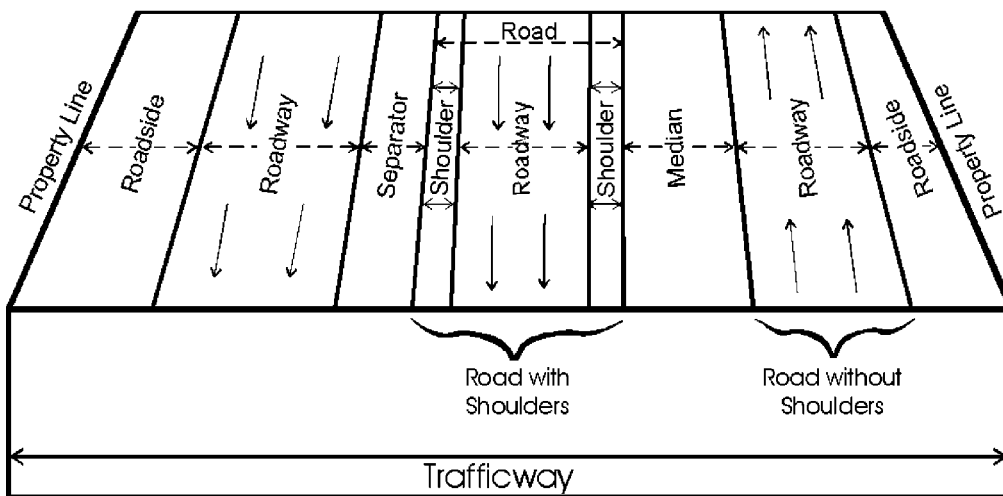 Road
Property Line
Roadside
Roadway
Separator
Shoulder
Roadway
Shoulder
Median
Roadway
Roadside
Property Line
Road with
Shoulders
Road without
Shoulders
Trafficway